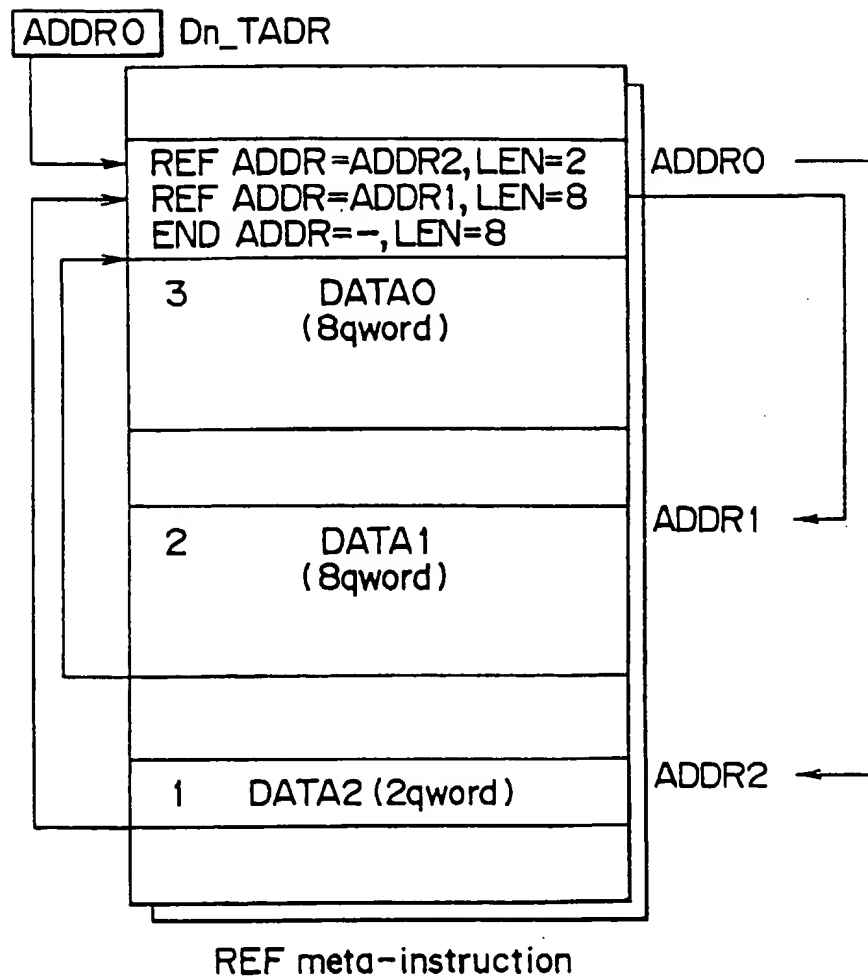 ADDR0 Dn_TADR
REF ADDR=ADDR2,LEN=2 ADDR0
REF ADDR=ADDR1,LEN=8
END ADDR=-,LEN=8
3 DATA0
(8qword)
ADDR1
2 DATA1
(8qword)
ADDR2
1 DATA2(2qword)
REF meta-instruction